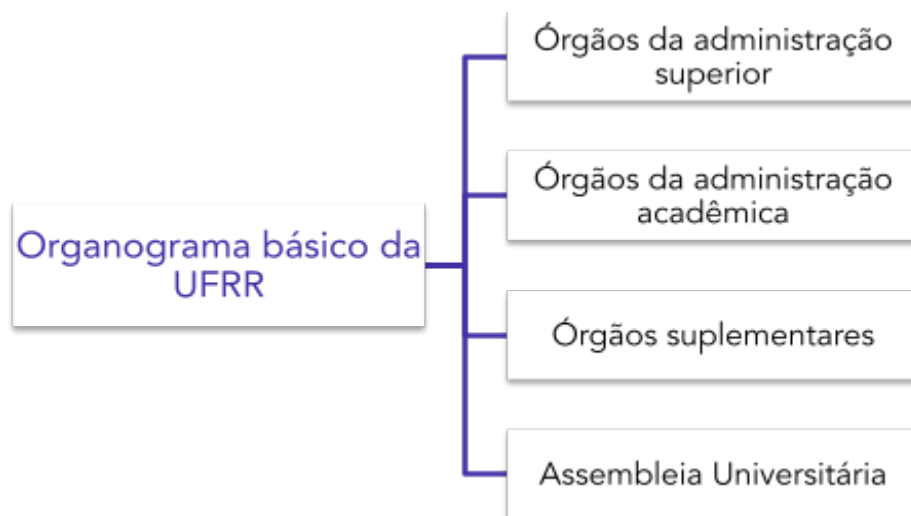 Órgãos da administração
superior
Órgãos da administração
acadêmica
Organograma básico da
UFRR
Órgãos suplementares
Assembleia Universitária